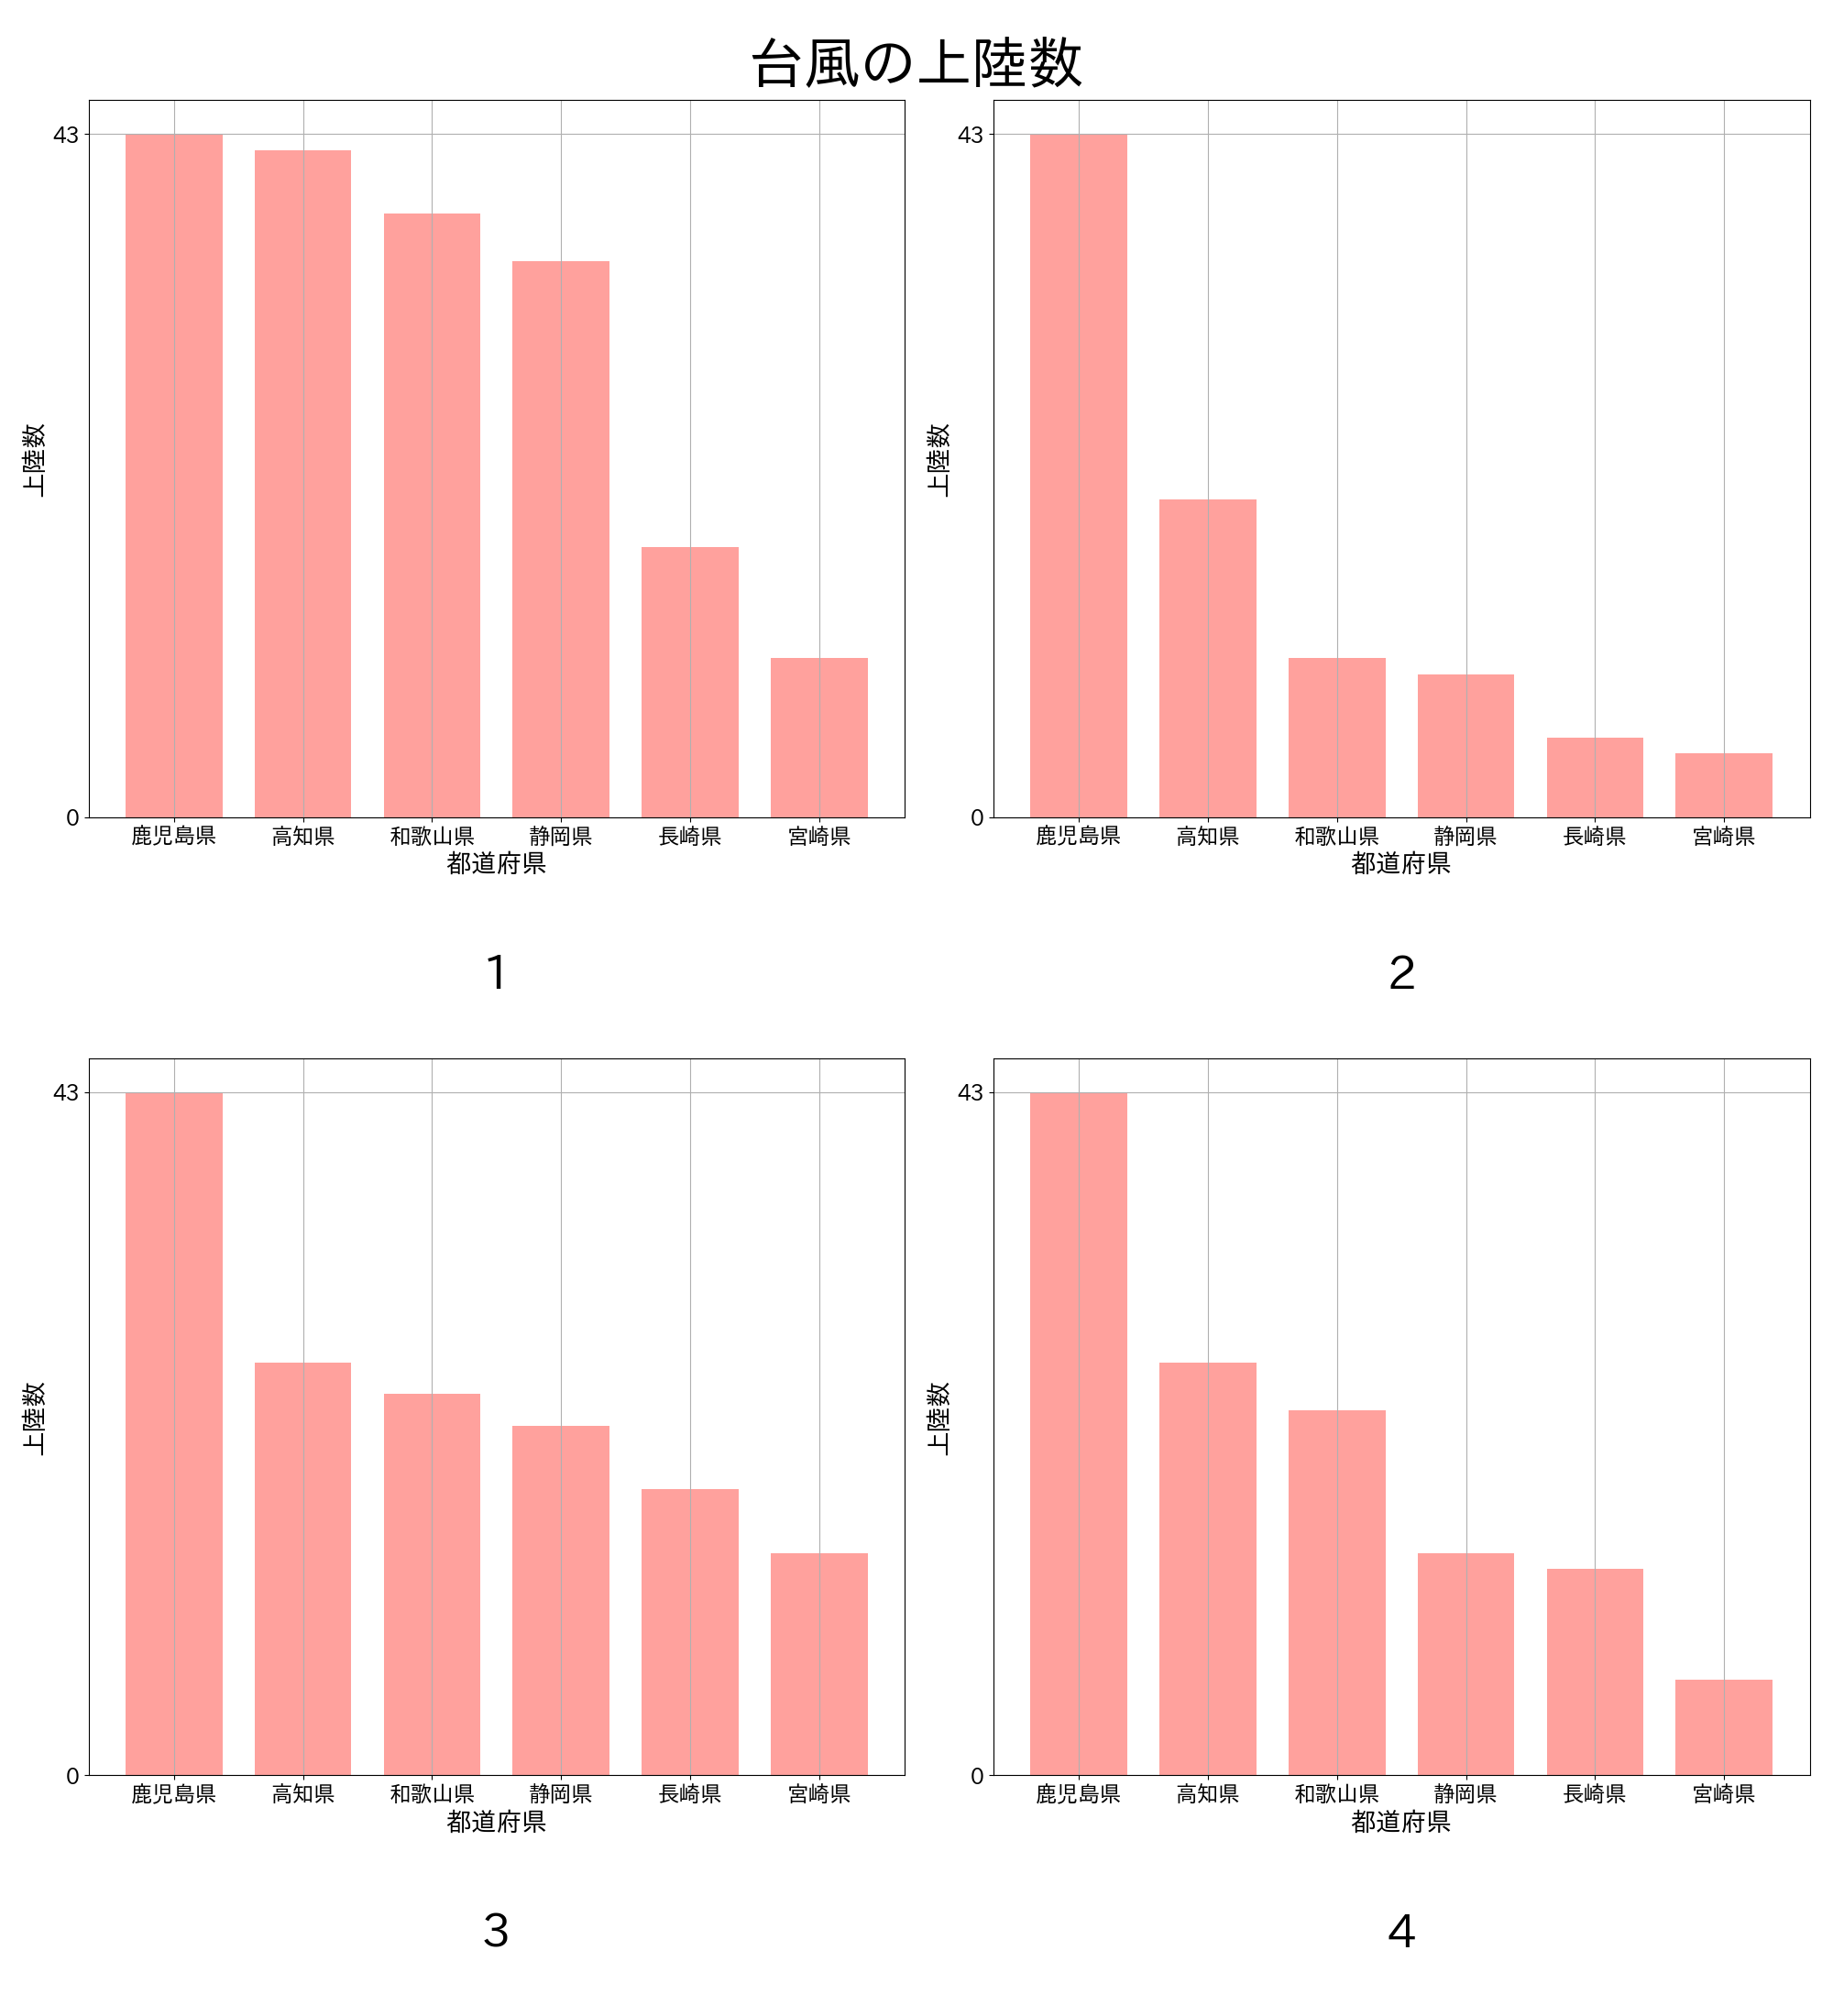 台風の上陸数
43
0
上陸数
鹿児島県 高知県 和歌山県 静岡県 長崎県 宮崎県
都道府県
1
43
0
上陸数
鹿児島県 高知県 和歌山県 静岡県 長崎県 宮崎県
都道府県
2
43
0
上陸数
鹿児島県 高知県 和歌山県 静岡県 長崎県 宮崎県
都道府県
3
43
0
上陸数
鹿児島県 高知県 和歌山県 静岡県 長崎県 宮崎県
都道府県
4